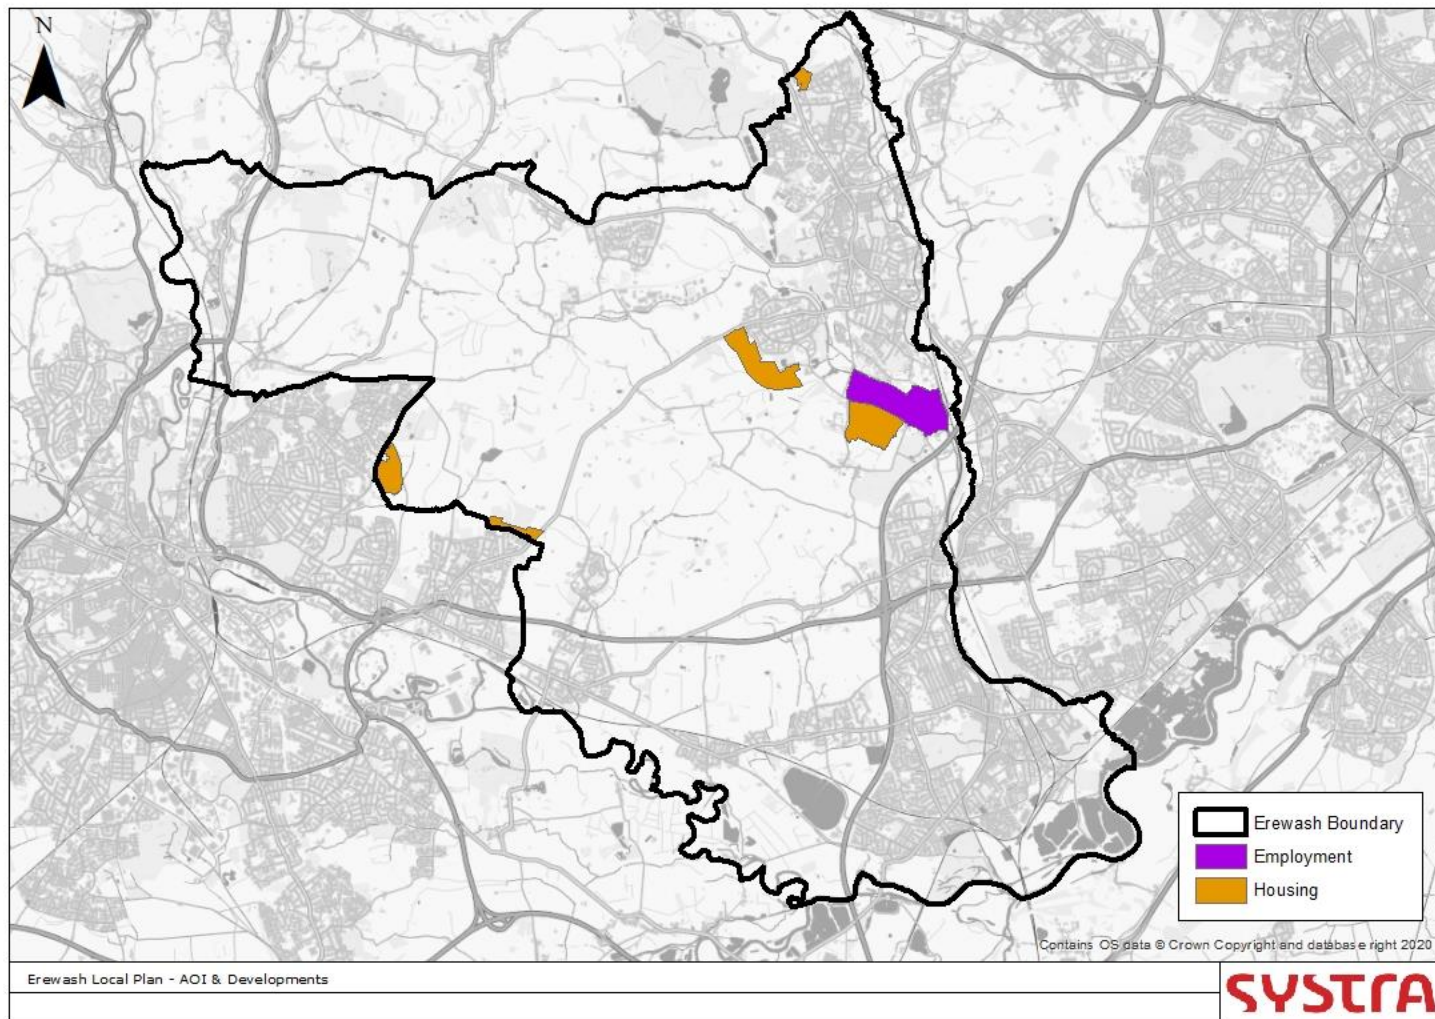 N
Erewash Boundary
Employment
Housing
Contains OS data © Crown Copyright and database right 2020
Erewash Local Plan - AOI & Developments
SYSTRA